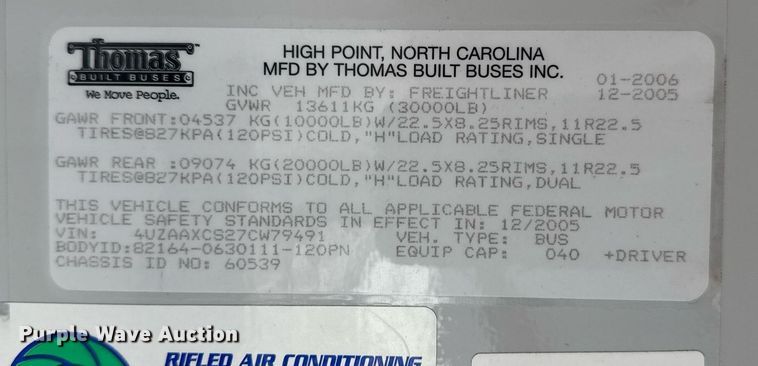 Thomas
BUILT BUSES
We Move People.
HIGH POINT, NORTH CAROLINA
MFD BY THOMAS BUILT BUSES INC.
01-2006
INC VEH MFD BY: FREIGHTLINER 12-2005
GVWR 13611KG (30000LB)
GAWR FRONT:04537 KG(10000LB)W/22.5X8.25RIMS,11R22.5
TIRES@827KPA(120PSI)COLD,"H"LOAD RATING,SINGLE
GAWR REAR :09074 KG(20000LB)W/22.5X8.25RIMS,11R22.5
TIRES@827KPA(120PSI)COLD,"H"LOAD RATING,DUAL
THIS VEHICLE CONFORMS TO ALL APPLICABLE FEDERAL MOTOR
VEHICLE SAFETY STANDARDS IN EFFECT IN: 12/2005
VIN: 4UZAAXCS27CW79491 VEH. TYPE: BUS
BODYID:82164-0630111-120PN EQUIP CAP: 040 +DRIVER
CHASSIS ID NO: 60539
Purple Wave Auction
RIFLED AIR CONDITIONING